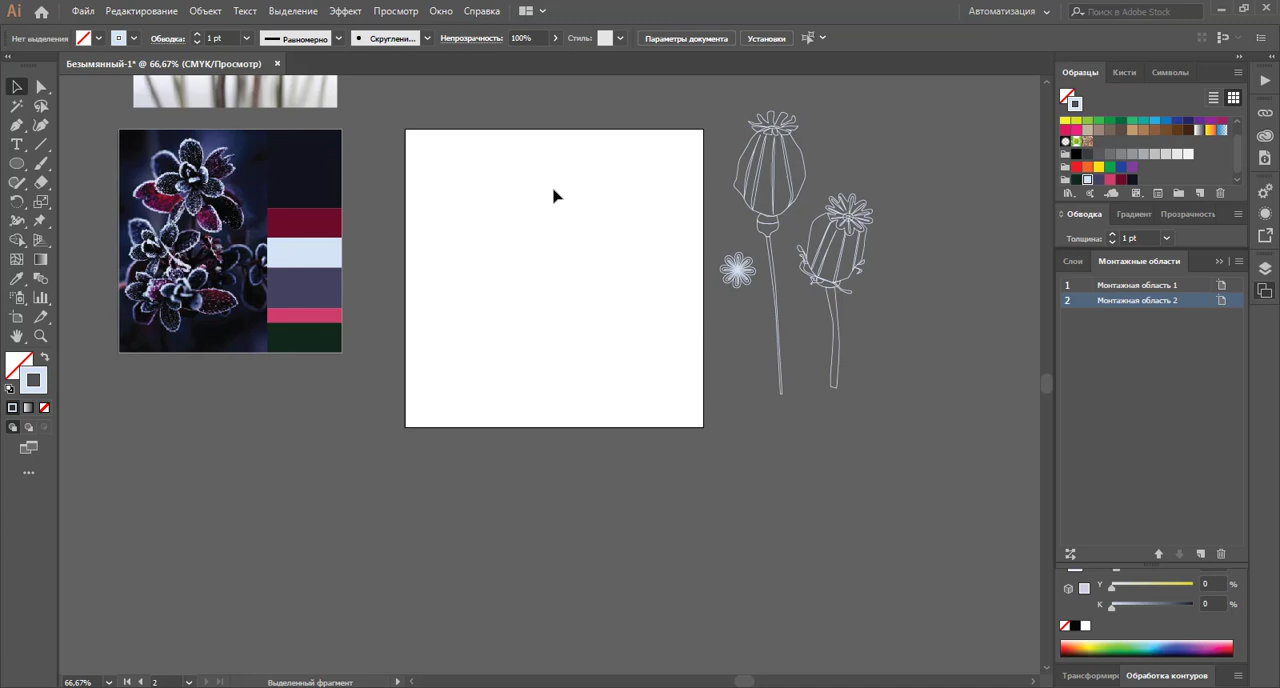 Ai Файл Редактирование Объект Текст Выделение Эффект Просмотр Окно Справка Автоматизация Поиск в Adobe Stock
Нет выделения Обводка: 1 pt Равномерно Скруглени... Непрозрачность: 100% Стиль: Параметры документа Установки
Безымянный-1* @ 66,67% (CMYK/Просмотр)
Образцы Кисти Символы
Обводка Градиент Прозрачность
Толщина: 1 pt
Слои Монтажные области
1 Монтажная область 1
2 Монтажная область 2
Y 0 %
K 0 %
Трансформир Обработка контуров
66,67% 2 Выделенный фрагмент